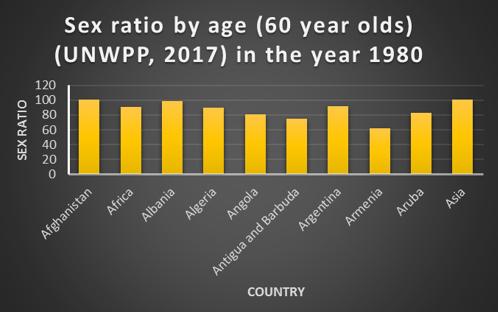 Sex ratio by age (60 year olds)
(UNWPP, 2017) in the year 1980
SEX RATIO
120
100
80
60
40
20
0
Afghanistan
Africa
Albania
Algeria
Angola
Antigua and Barbuda
Argentina
Armenia
Aruba
Asia
COUNTRY